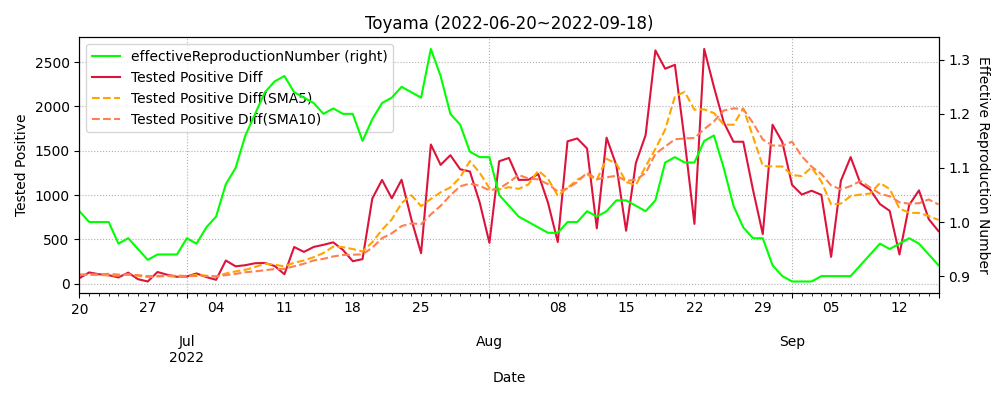 Toyama (2022-06-20~2022-09-18)
effectiveReproductionNumber (right)
Tested Positive Diff
Tested Positive Diff(SMA5)
Tested Positive Diff(SMA10)
Tested Positive
2500
2000
1500
1000
500
0
1.3
1.2
1.1
1.0
0.9
Effective Reproduction Number
20 27 04 11 18 25 08 15 22 29 05 12
Jul Aug Sep
2022
Date